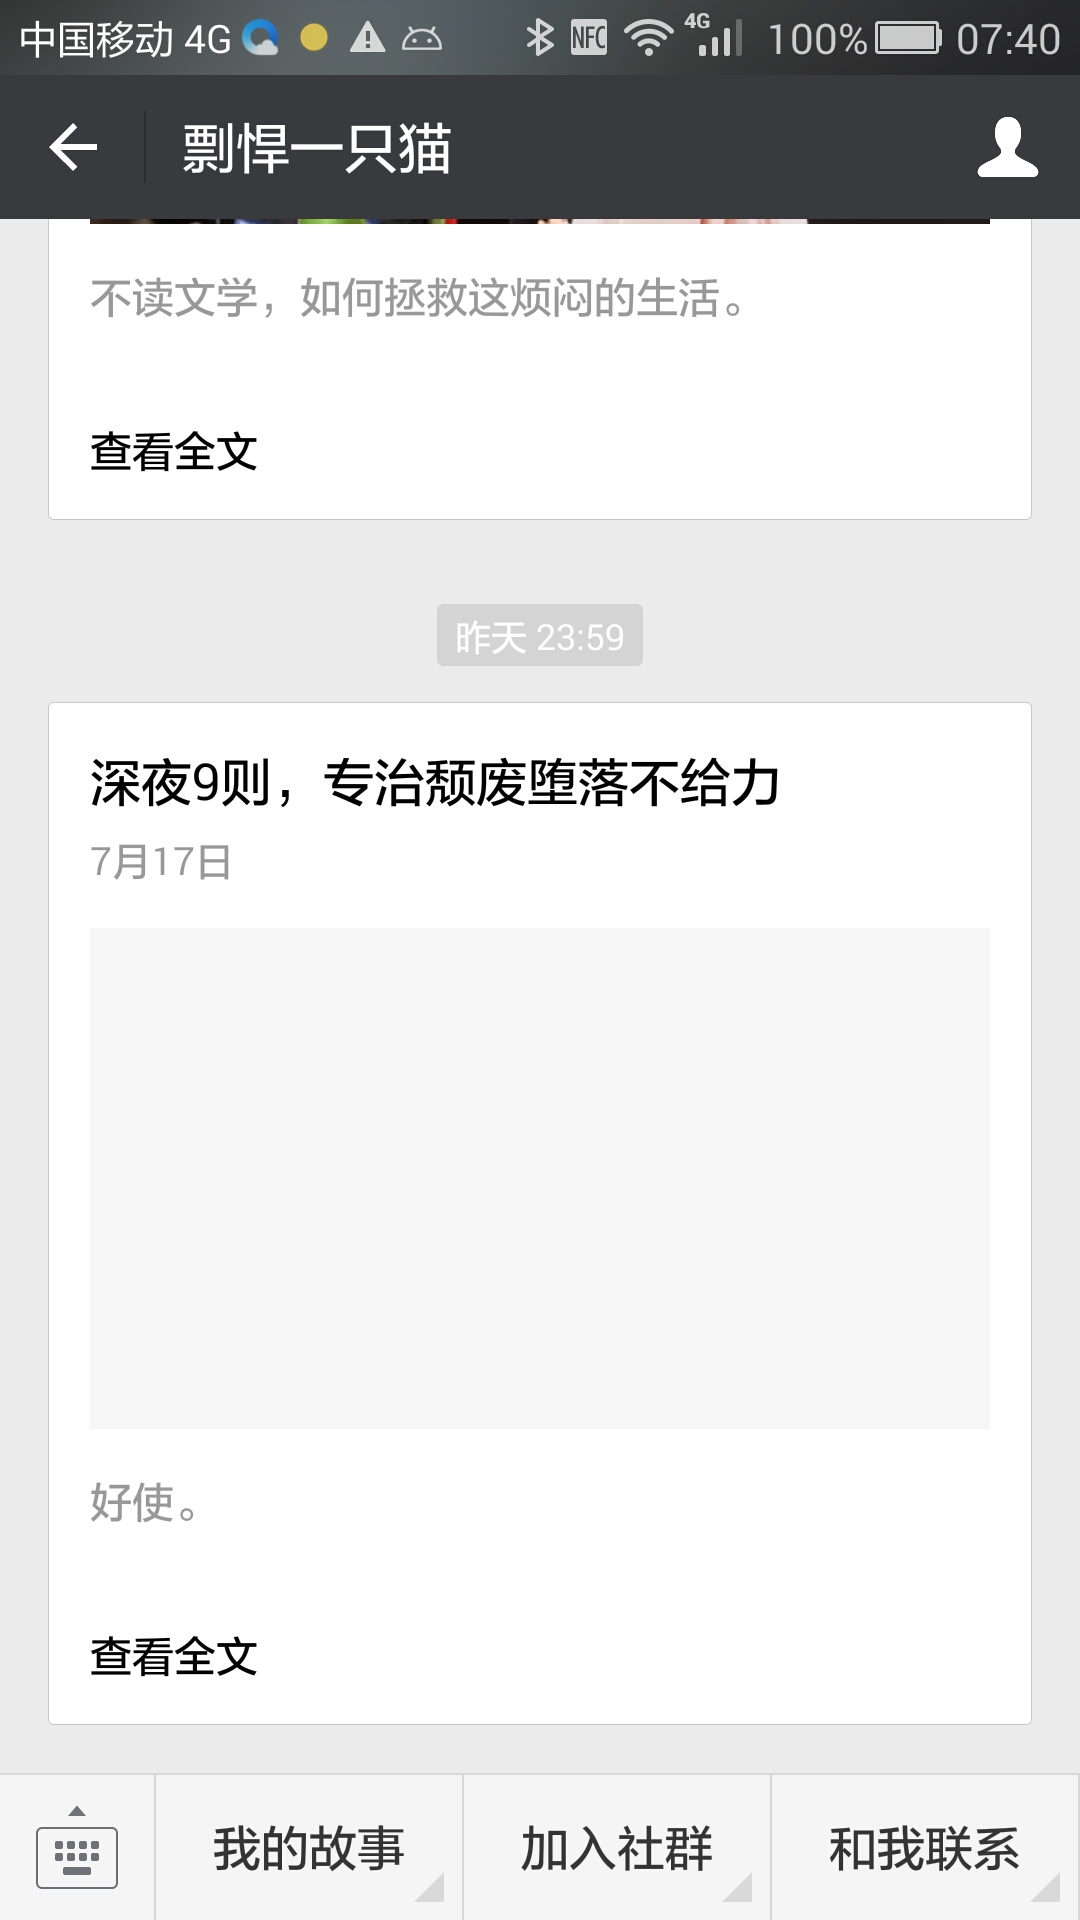 中国移动 4G NFC 4G 100% 07:40
剽悍一只猫
不读文学，如何拯救这烦闷的生活。
查看全文
昨天 23:59
深夜9则，专治颓废堕落不给力
7月17日
好使。
查看全文
我的故事 加入社群 和我联系